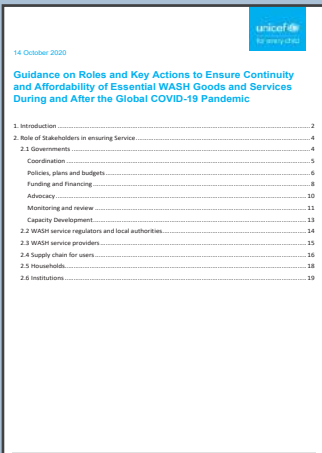 unicef
for every child
14 October 2020
Guidance on Roles and Key Actions to Ensure Continuity
and Affordability of Essential WASH Goods and Services
During and After the Global COVID-19 Pandemic
1. Introduction 2
2. Role of Stakeholders in ensuring Service 4
2.1 Governments 4
Coordination 5
Policies, plans and budgets 6
Funding and Financing 8
Advocacy 10
Monitoring and review 11
Capacity Development 13
2.2 WASH service regulators and local authorities 14
2.3 WASH service providers 15
2.4 Supply chain for users 16
2.5 Households 18
2.6 Institutions 19